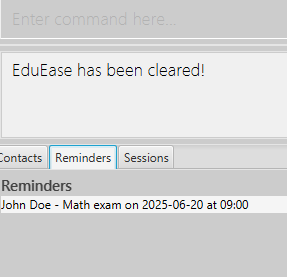 Enter command here...
EduEase has been cleared!
Contacts Reminders Sessions
Reminders
John Doe - Math exam on 2025-06-20 at 09:00